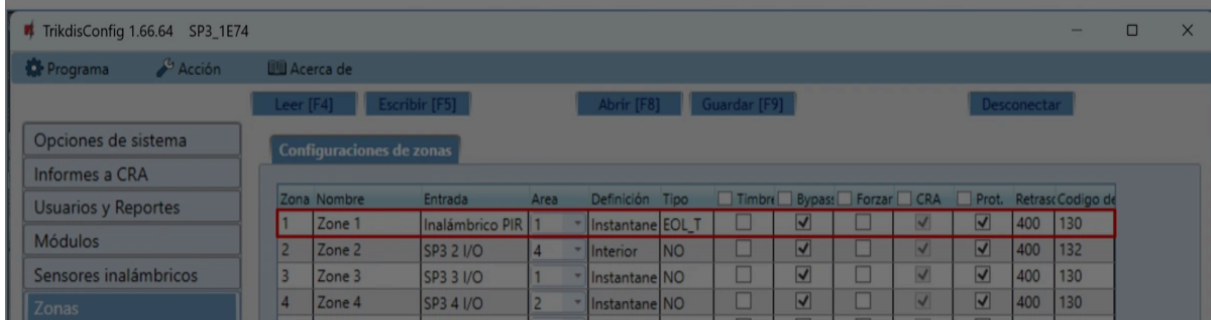 TrikdisConfig 1.66.64 SP3_1E74
Programa Acción Acerca de
Leer [F4] Escribir [F5] Abrir [F8] Guardar [F9] Desconectar
Opciones de sistema
Informes a CRA
Usuarios y Reportes
Módulos
Sensores inalámbricos
Zonas
Configuraciones de zonas
Zona Nombre Entrada Area Definición Tipo Timbre Bypass Forzar CRA Prot. Retraso Codigo de
1 Zone 1 Inalámbrico PIR 1 Instantane EOL_T 400 130
2 Zone 2 SP3 2 I/O 4 Interior NO 400 132
3 Zone 3 SP3 3 I/O 1 Instantane NO 400 130
4 Zone 4 SP3 4 I/O 2 Instantane NO 400 130